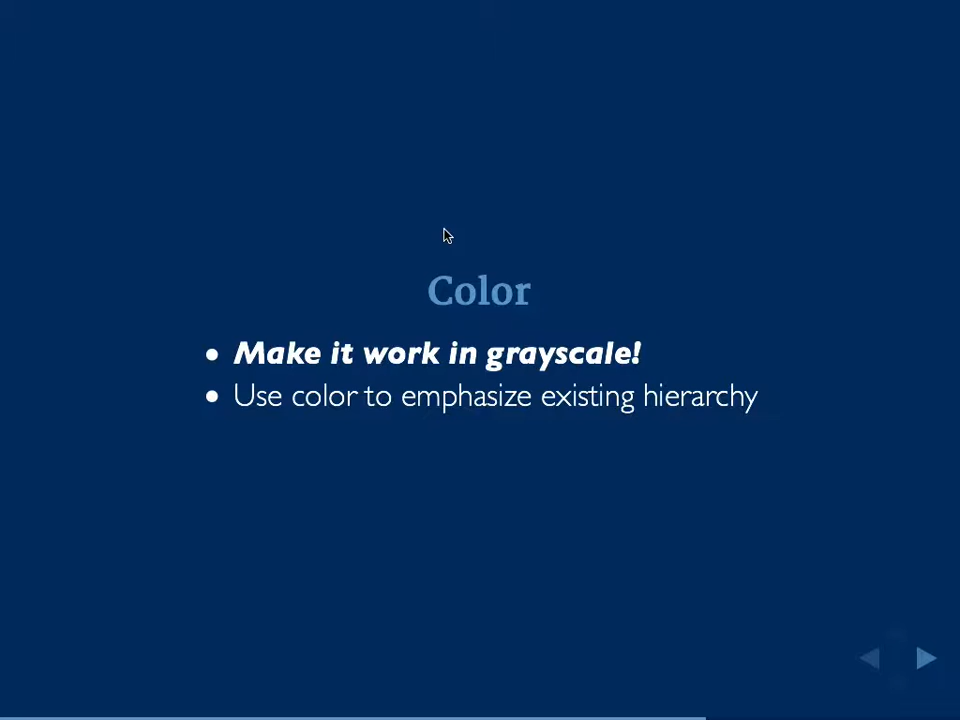 Color
Make it work in grayscale!
Use color to emphasize existing hierarchy